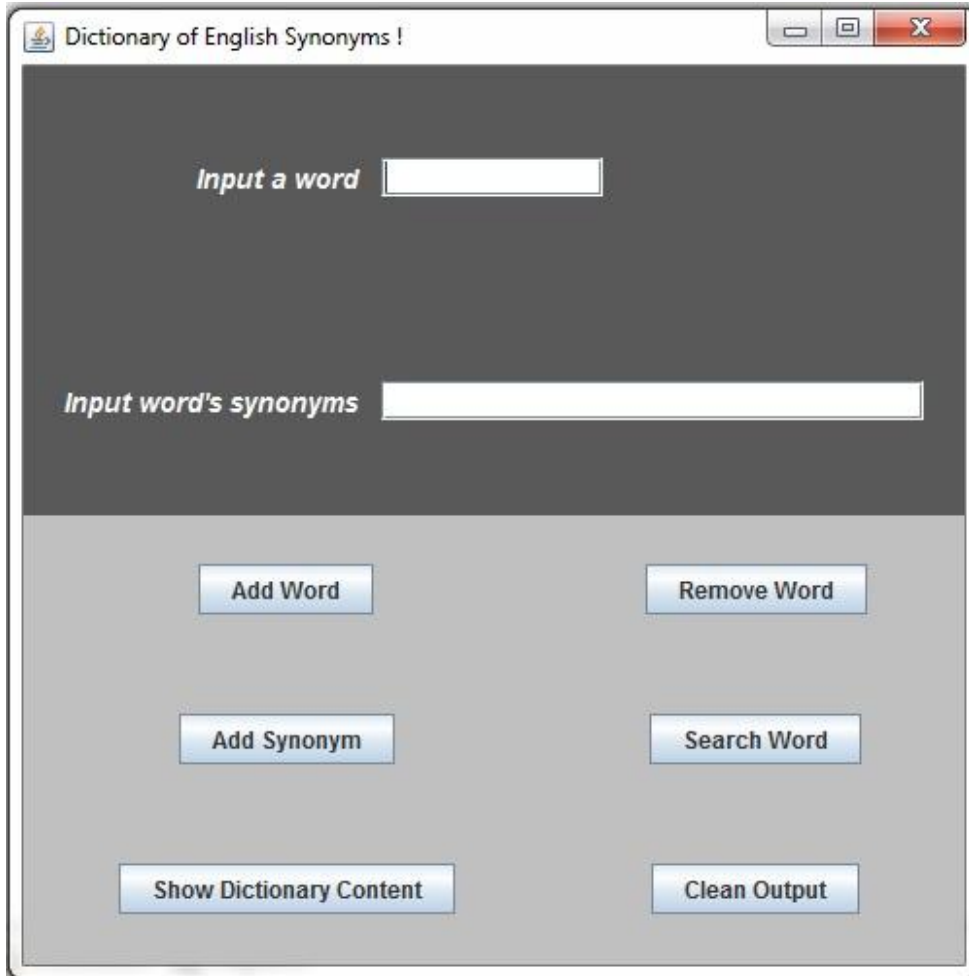 Dictionary of English Synonyms !
Input a word
Input word's synonyms
Add Word
Remove Word
Add Synonym
Search Word
Show Dictionary Content
Clean Output